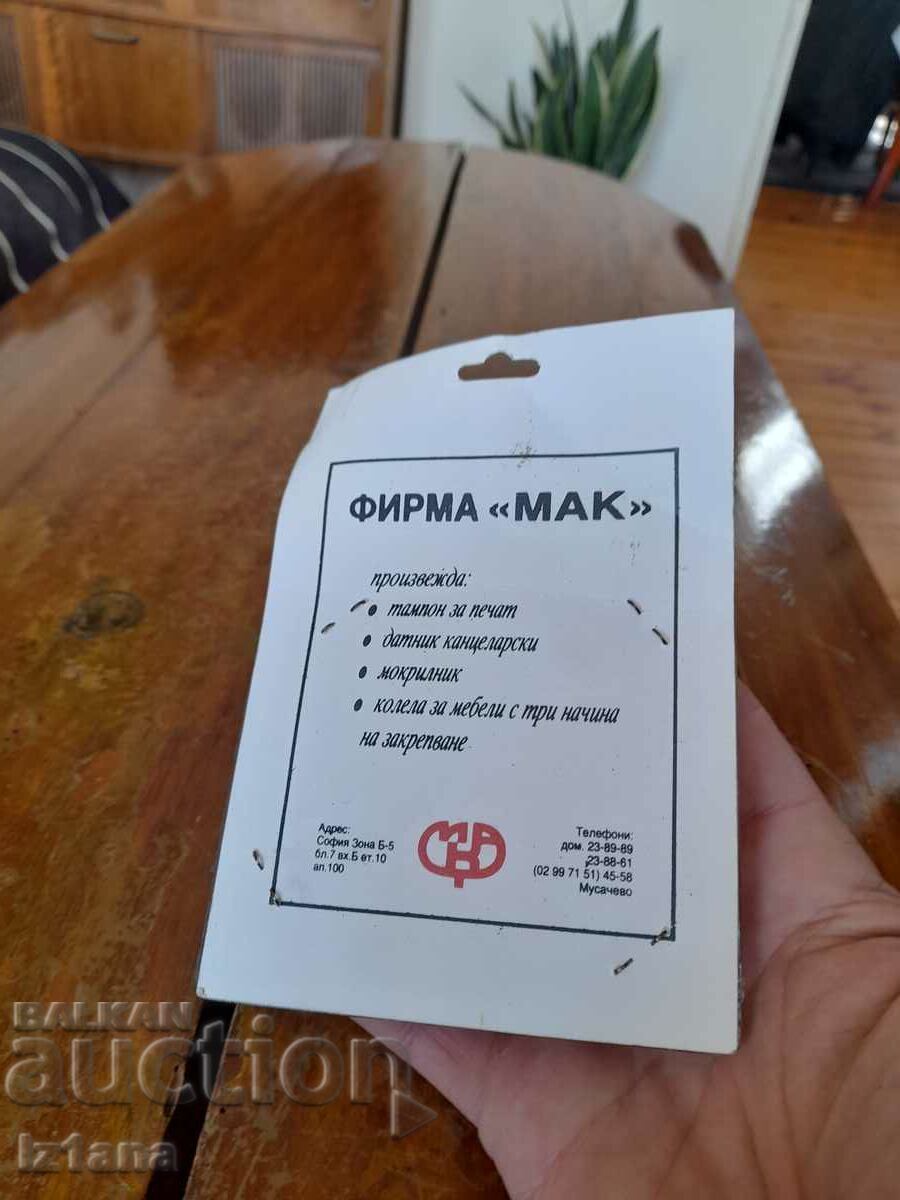 ФИРМА «МАК»
произвежда:
• тампон за печат
• датник канцеларски
• мокрилник
• колела за мебели с три начина
на закрепване
Адрес:
София Зона Б-5
бл.7 вх.Б ет.10
ап.100
Телефони:
дом. 23-89-89
23-88-61
(02 99 71 51) 45-58
Мусачево
BALKAN
auction
Iz1ana